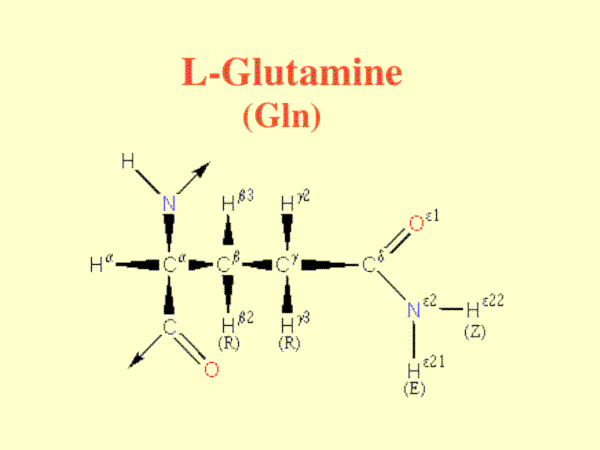 L-Glutamine
(Gln)
H
N Hβ3 Hγ2 Oε1
Hα Cα Cβ Cγ Cδ
C Hβ2 Hγ3 Nε2 Hε22
(R) (R) (Z)
O Hε21
(E)